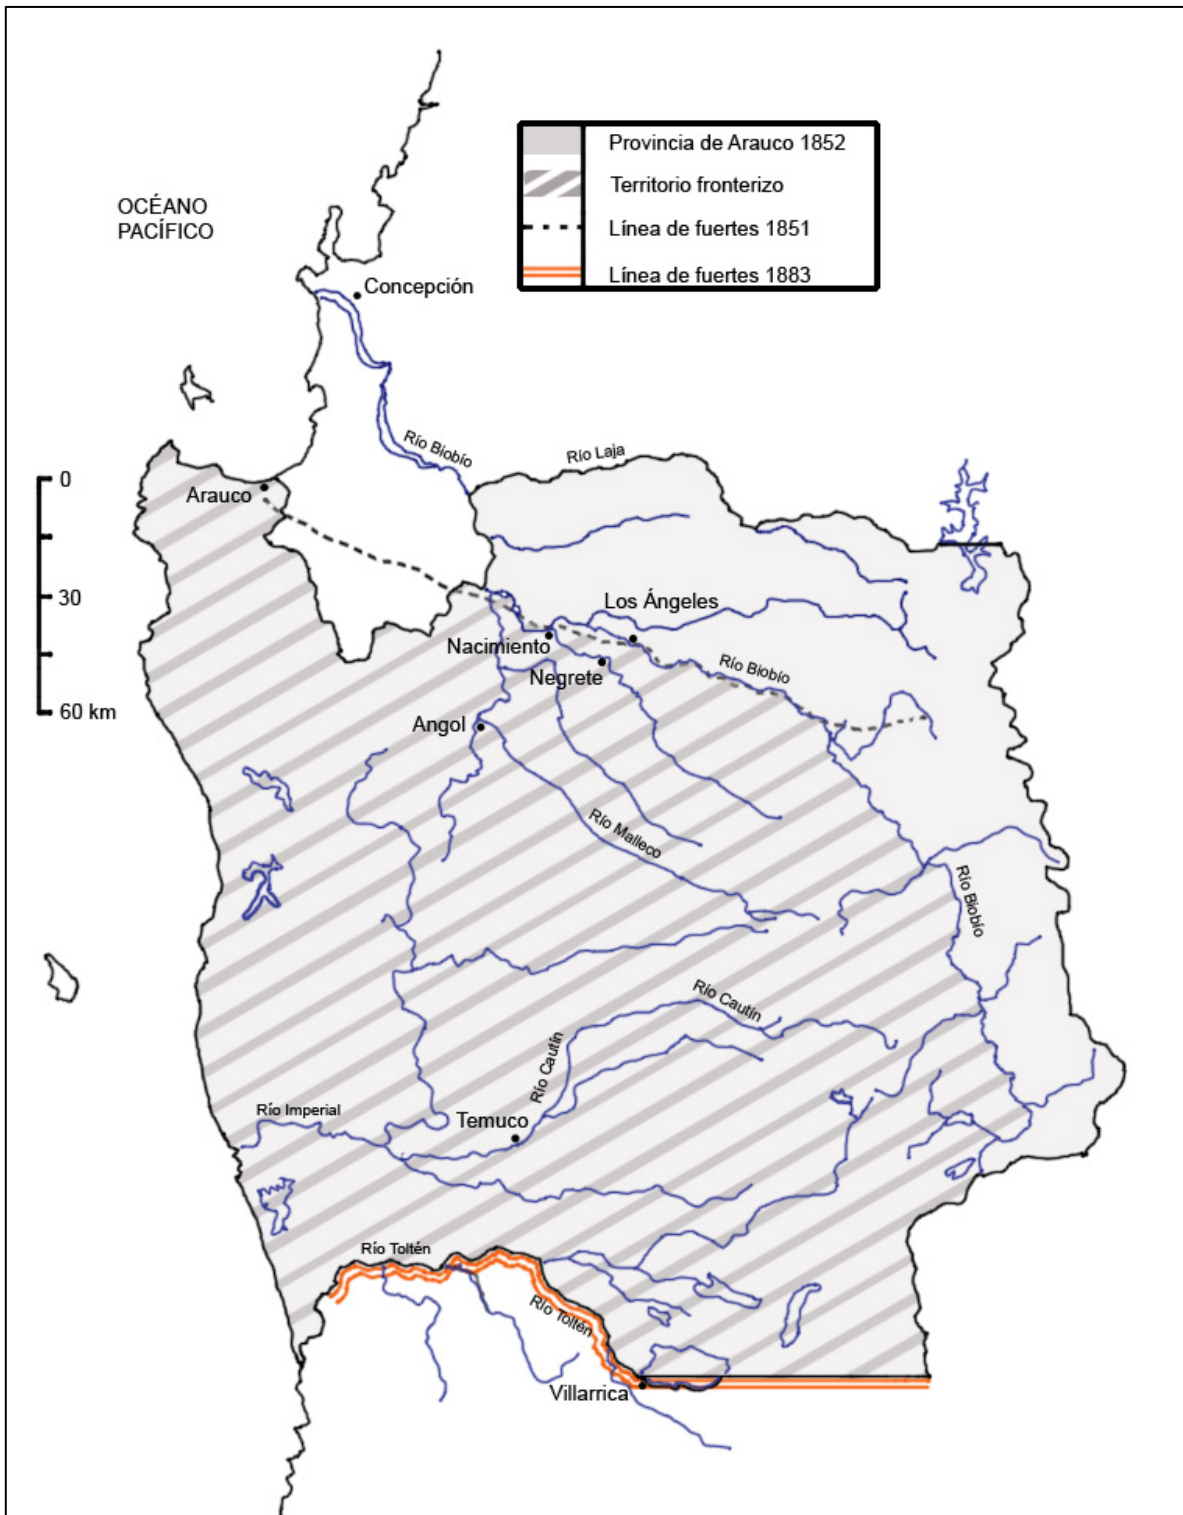 Provincia de Arauco 1852
Territorio fronterizo
Línea de fuertes 1851
Línea de fuertes 1883
OCÉANO
PACÍFICO
Concepción
Río Biobío
Río Laja
0
Arauco
30
Los Ángeles
Nacimiento
Río Biobío
Negrete
60 km
Angol
Río Malleco
Río Biobío
Río Cautín
Río Cautín
Río Imperial
Temuco
Río Toltén
Río Toltén
Villarrica